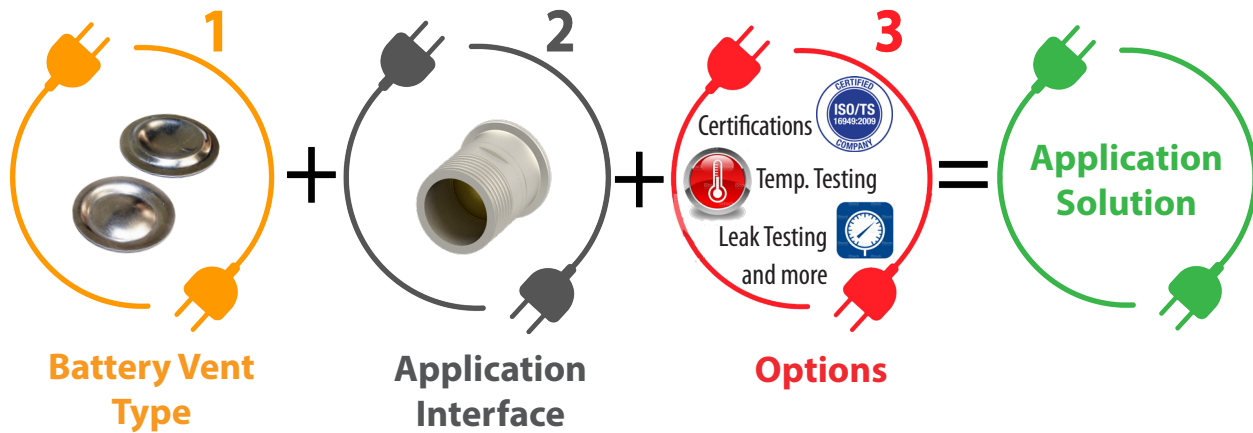 1
2
3
CERTIFIED
ISO/TS
16949:2009
COMPANY
Certifications
Temp. Testing
Leak Testing
and more
+
+
=
Application
Solution
Battery Vent
Type
Application
Interface
Options